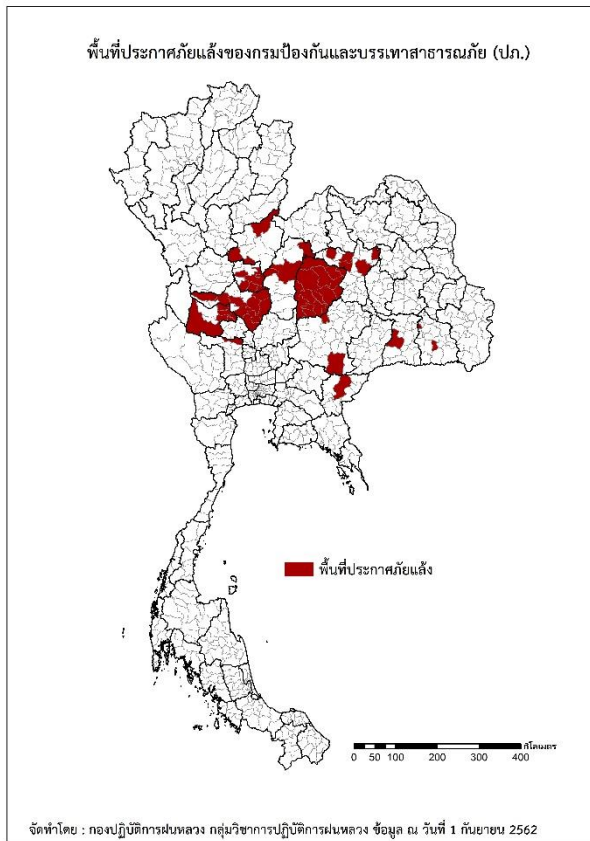 พื้นที่ประกาศภัยแล้งของกรมป้องกันและบรรเทาสาธารณภัย (ปภ.)
พื้นที่ประกาศภัยแล้ง
กิโลเมตร
0 50 100 200 300 400
จัดทำโดย : กองปฏิบัติการฝนหลวง กลุ่มวิชาการปฏิบัติการฝนหลวง ข้อมูล ณ วันที่ 1 กันยายน 2562